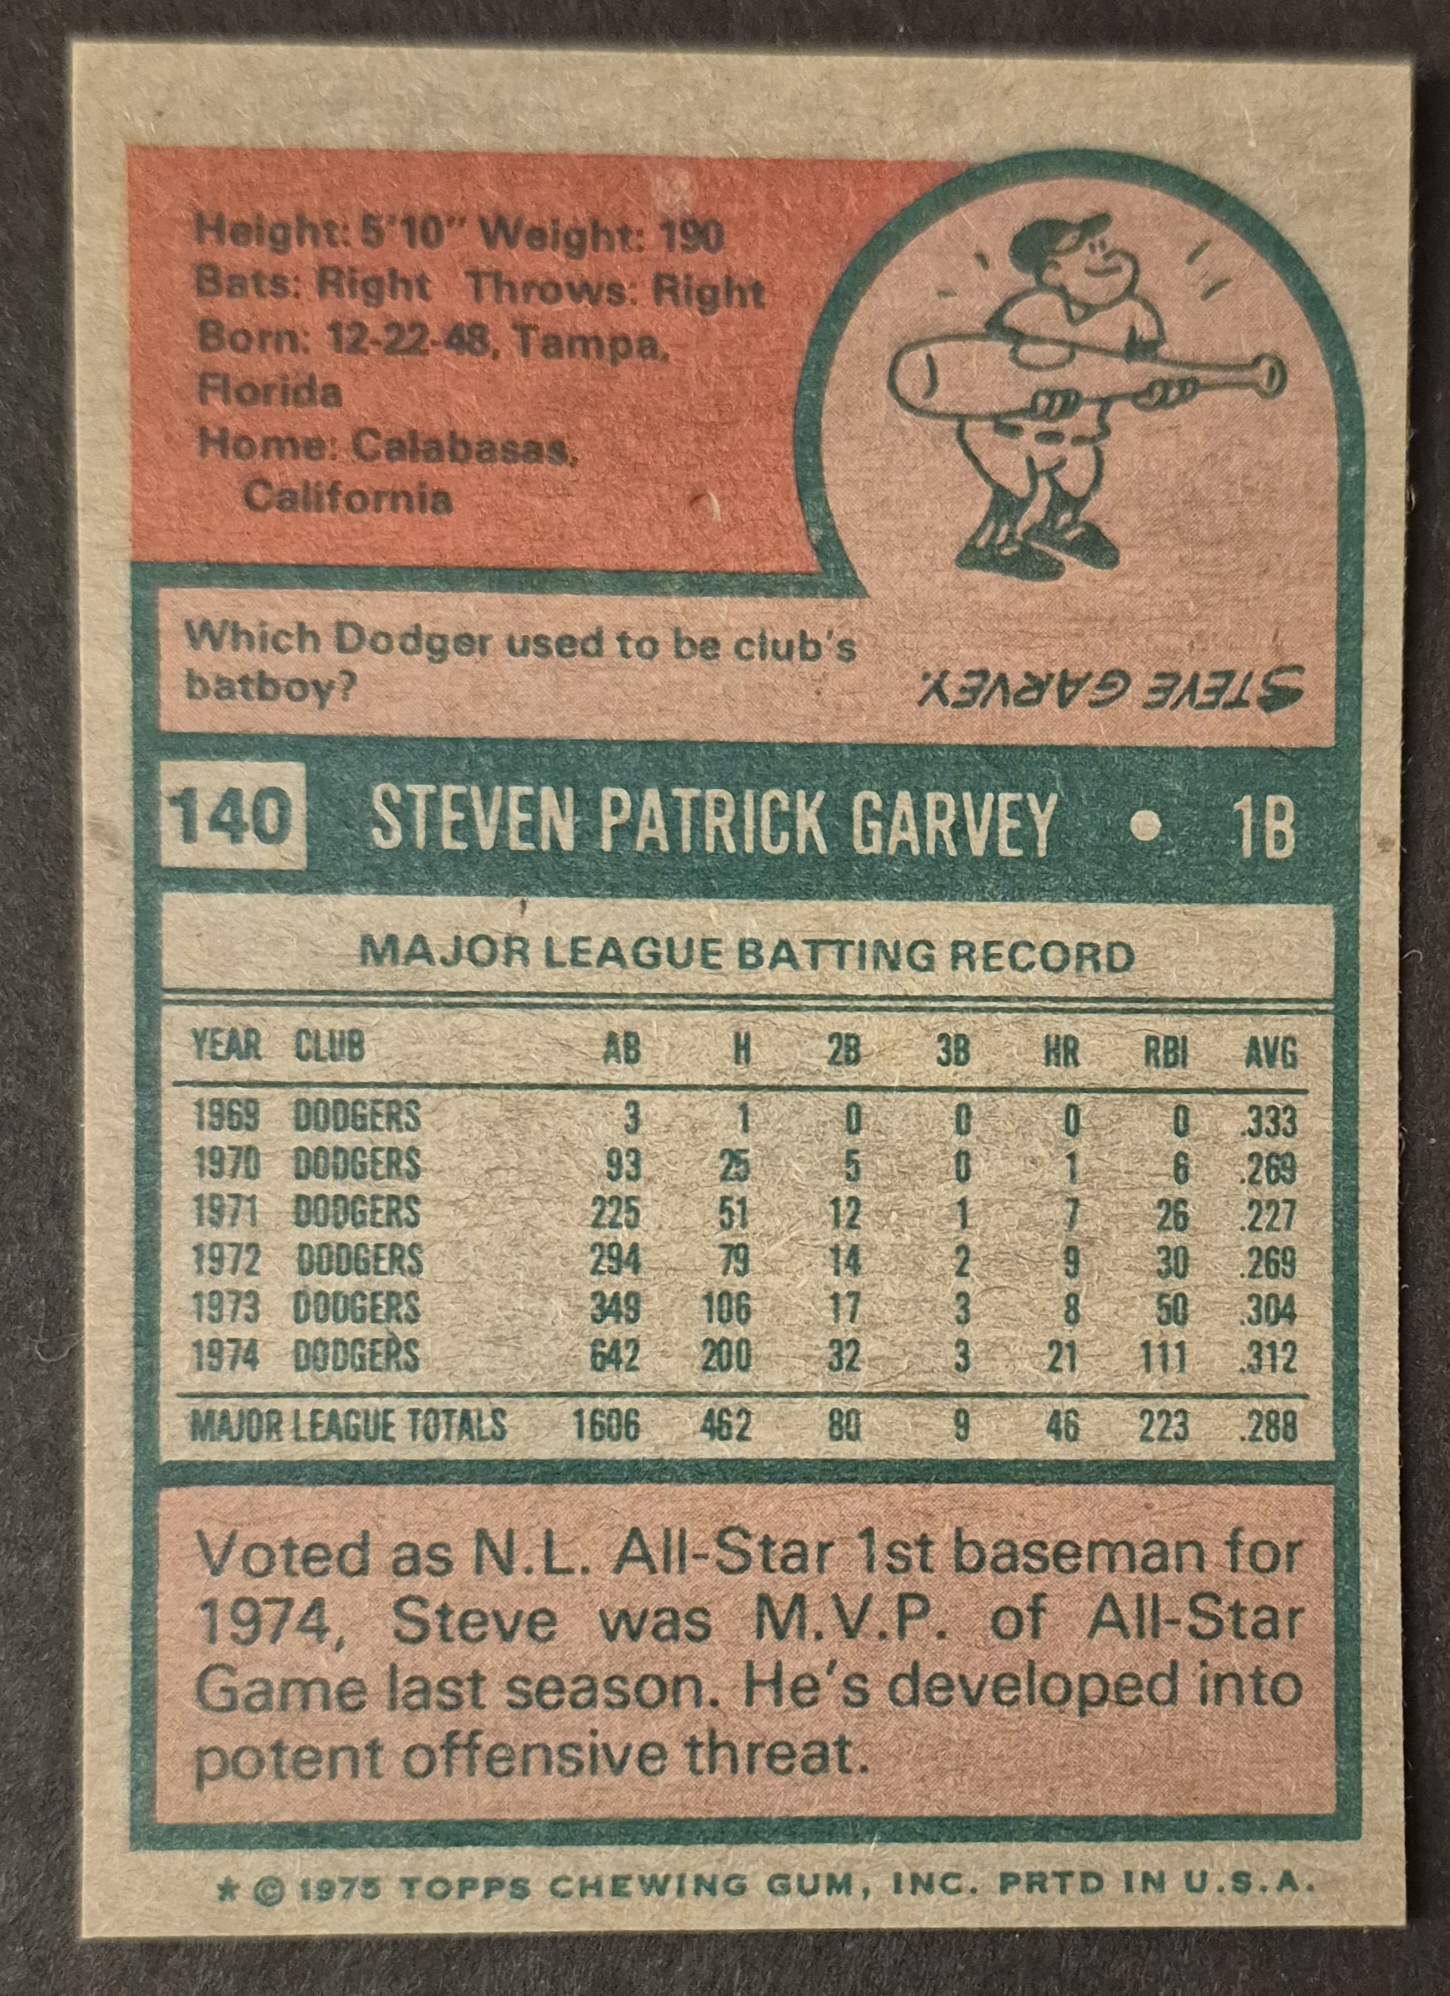 Height: 5'10" Weight: 190
Bats: Right Throws: Right
Born: 12-22-48, Tampa,
Florida
Home: Calabasas,
California
Which Dodger used to be club's
batboy?
STEVE GARVEY.
140 STEVEN PATRICK GARVEY • 1B
MAJOR LEAGUE BATTING RECORD
YEAR CLUB AB H 2B 3B HR RBI AVG
1969 DODGERS 3 1 0 0 0 0 .333
1970 DODGERS 93 25 5 0 1 6 .269
1971 DODGERS 225 51 12 1 7 26 .227
1972 DODGERS 294 79 14 2 9 30 .269
1973 DODGERS 349 106 17 3 8 50 .304
1974 DODGERS 642 200 32 3 21 111 .312
MAJOR LEAGUE TOTALS 1606 462 80 9 46 223 .288
Voted as N.L. All-Star 1st baseman for
1974, Steve was M.V.P. of All-Star
Game last season. He's developed into
potent offensive threat.
* © 1975 TOPPS CHEWING GUM, INC. PRTD IN U.S.A.